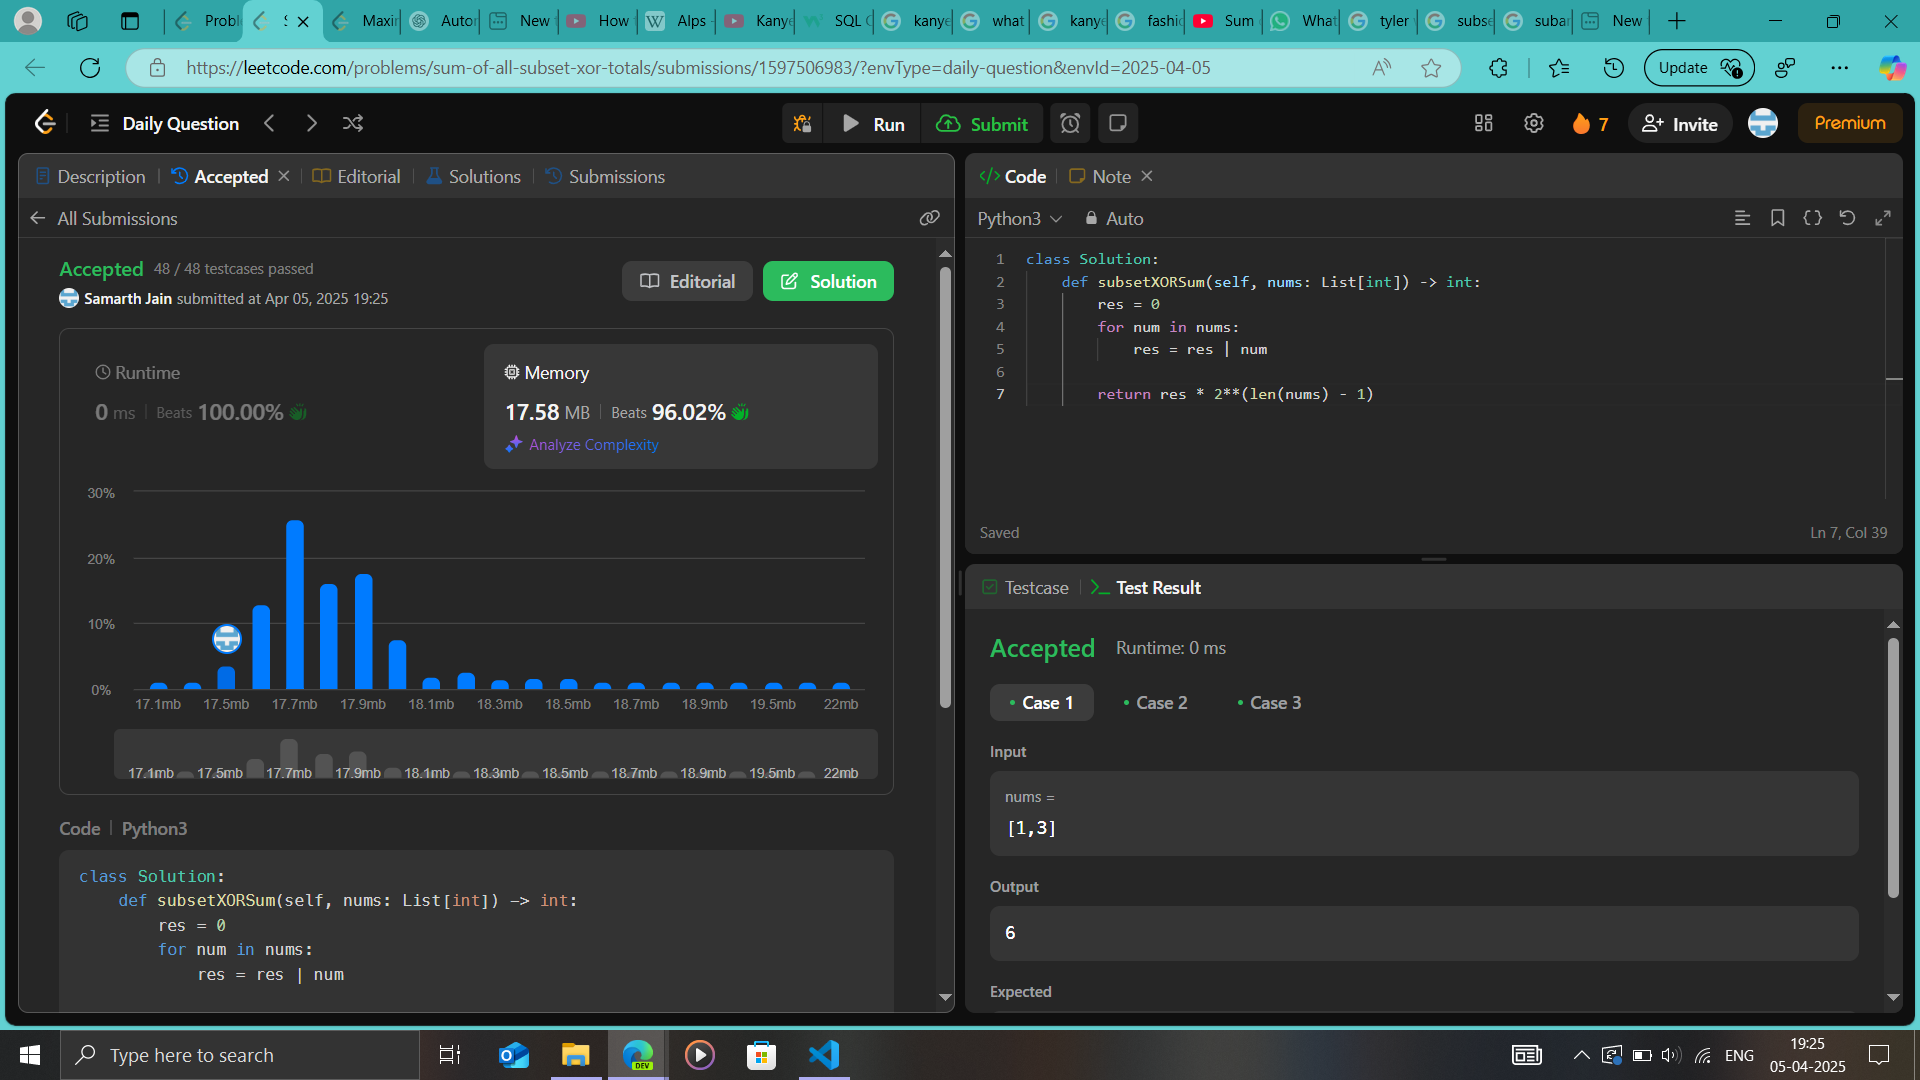 Probl
S
Maxir
Autor
New t
How
Alps -
Kanye
SQL C
kanye
what
kanye
fashic
Sum
What
tyler
subse
subar
New
https://leetcode.com/problems/sum-of-all-subset-xor-totals/submissions/1597506983/?envType=daily-question&envId=2025-04-05
Update
Daily Question
Run
Submit
7
Invite
Premium
Description
Accepted
Editorial
Solutions
Submissions
All Submissions
Accepted 48 / 48 testcases passed
Samarth Jain submitted at Apr 05, 2025 19:25
Editorial
Solution
Runtime
0 ms Beats 100.00%
Memory
17.58 MB Beats 96.02%
Analyze Complexity
30%
20%
10%
0%
17.1mb 17.5mb 17.7mb 17.9mb 18.1mb 18.3mb 18.5mb 18.7mb 18.9mb 19.5mb 22mb
17.1mb 17.5mb 17.7mb 17.9mb 18.1mb 18.3mb 18.5mb 18.7mb 18.9mb 19.5mb 22mb
Code Python3
class Solution:
def subsetXORSum(self, nums: List[int]) -> int:
res = 0
for num in nums:
res = res | num
Code
Note
Python3
Auto
1 class Solution:
2 def subsetXORSum(self, nums: List[int]) -> int:
3 res = 0
4 for num in nums:
5 res = res | num
6
7 return res * 2**(len(nums) - 1)
Saved
Ln 7, Col 39
Testcase
Test Result
Accepted Runtime: 0 ms
Case 1
Case 2
Case 3
Input
nums =
[1,3]
Output
6
Expected
Type here to search
DEV
ENG
19:25
05-04-2025